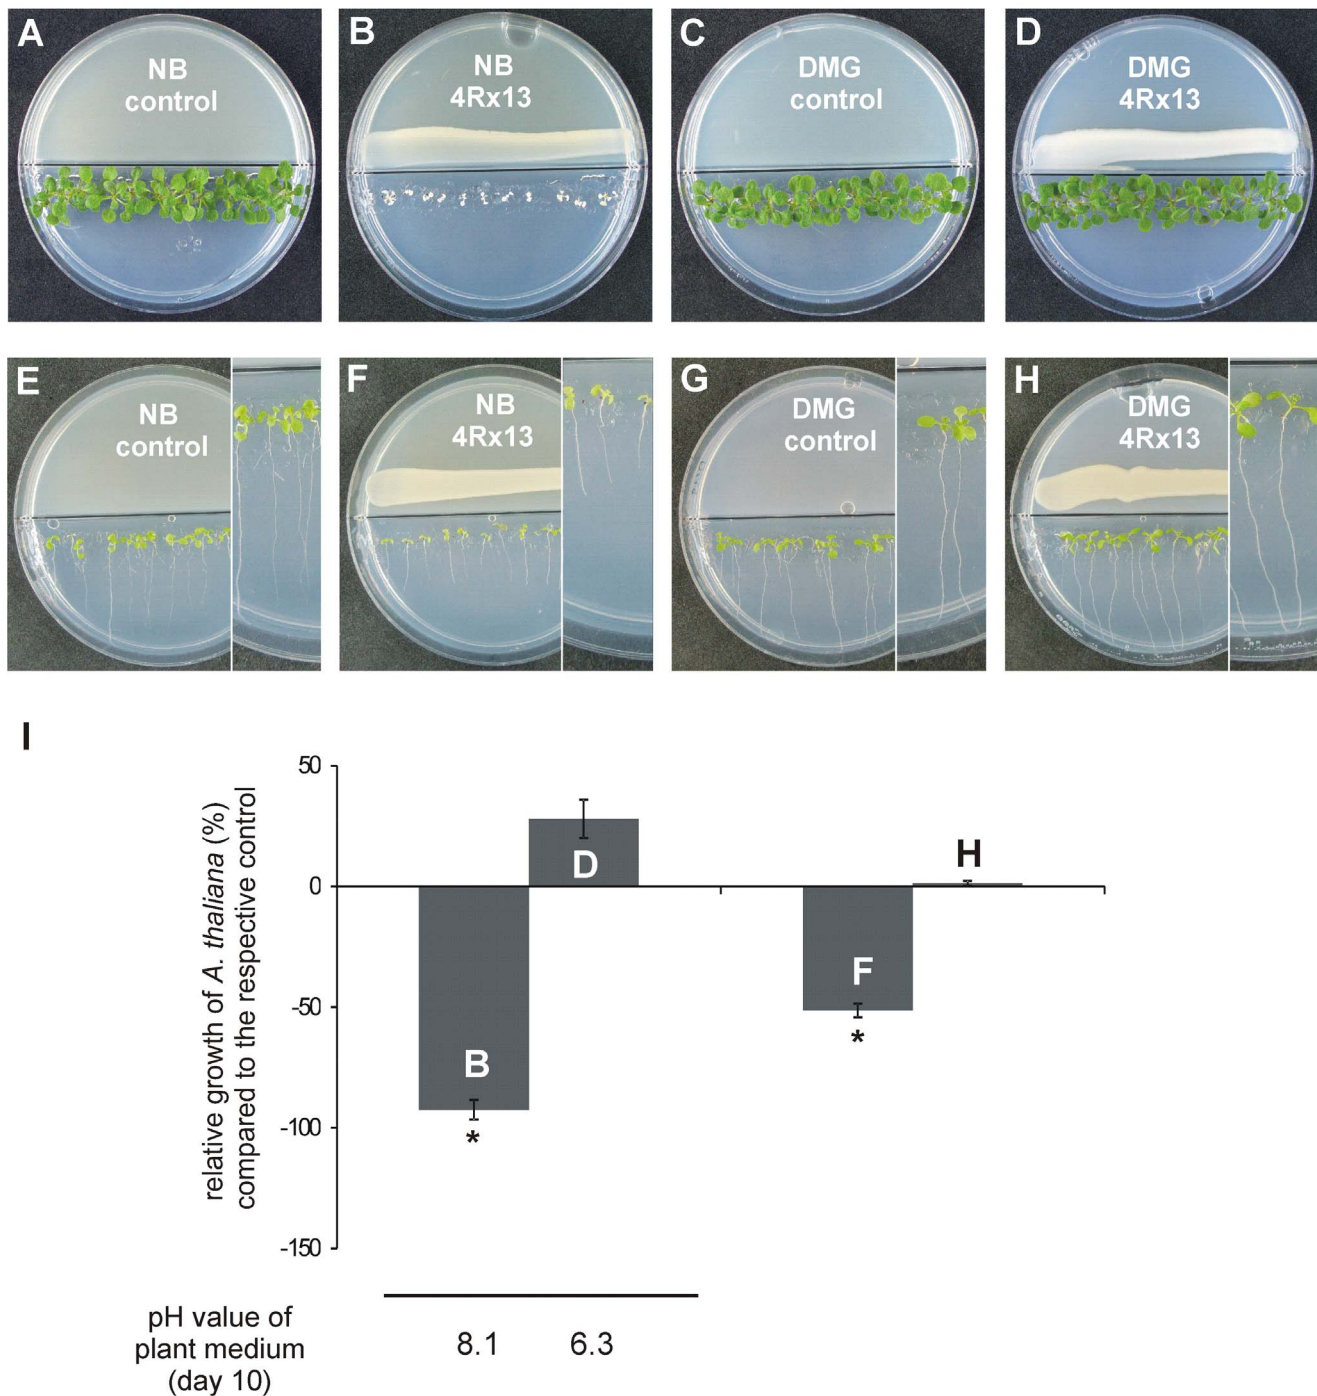 A
NB
control
B
NB
4Rx13
C
DMG
control
D
DMG
4Rx13
E
NB
control
F
NB
4Rx13
G
DMG
control
H
DMG
4Rx13
I
relative growth of A. thaliana (%)
compared to the respective control
50
0
-50
-100
-150
B
*
D
F
*
H
pH value of
plant medium
(day 10)
8.1
6.3